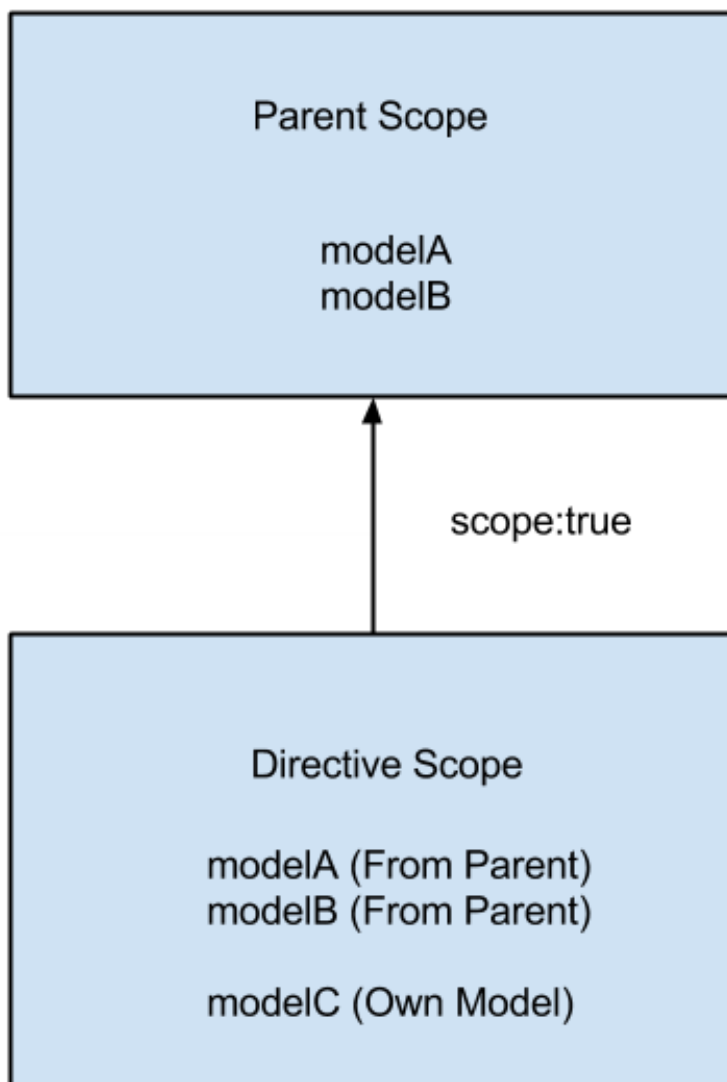 Parent Scope
modelA
modelB
scope:true
Directive Scope
modelA (From Parent)
modelB (From Parent)
modelC (Own Model)